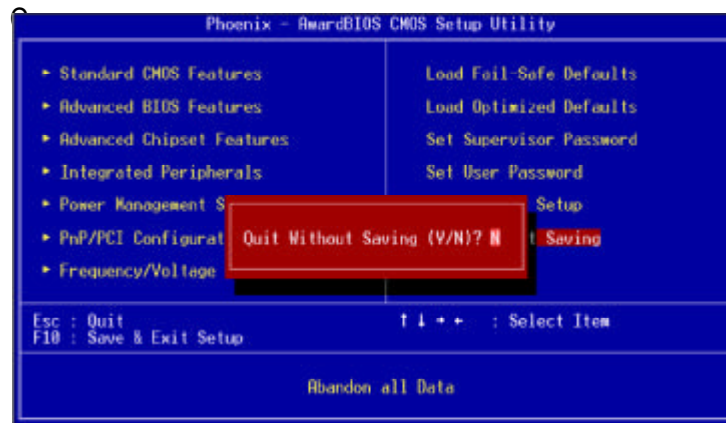 Phoenix - AwardBIOS CMOS Setup Utility
► Standard CMOS Features
► Advanced BIOS Features
► Advanced Chipset Features
► Integrated Peripherals
► Power Management S
► PnP/PCI Configurat
► Frequency/Voltage
Load Fail-Safe Defaults
Load Optimized Defaults
Set Supervisor Password
Set User Password
Setup
t Saving
Quit Without Saving (Y/N)? N
Esc : Quit
F10 : Save & Exit Setup
↑ ↓ → ← : Select Item
Abandon all Data